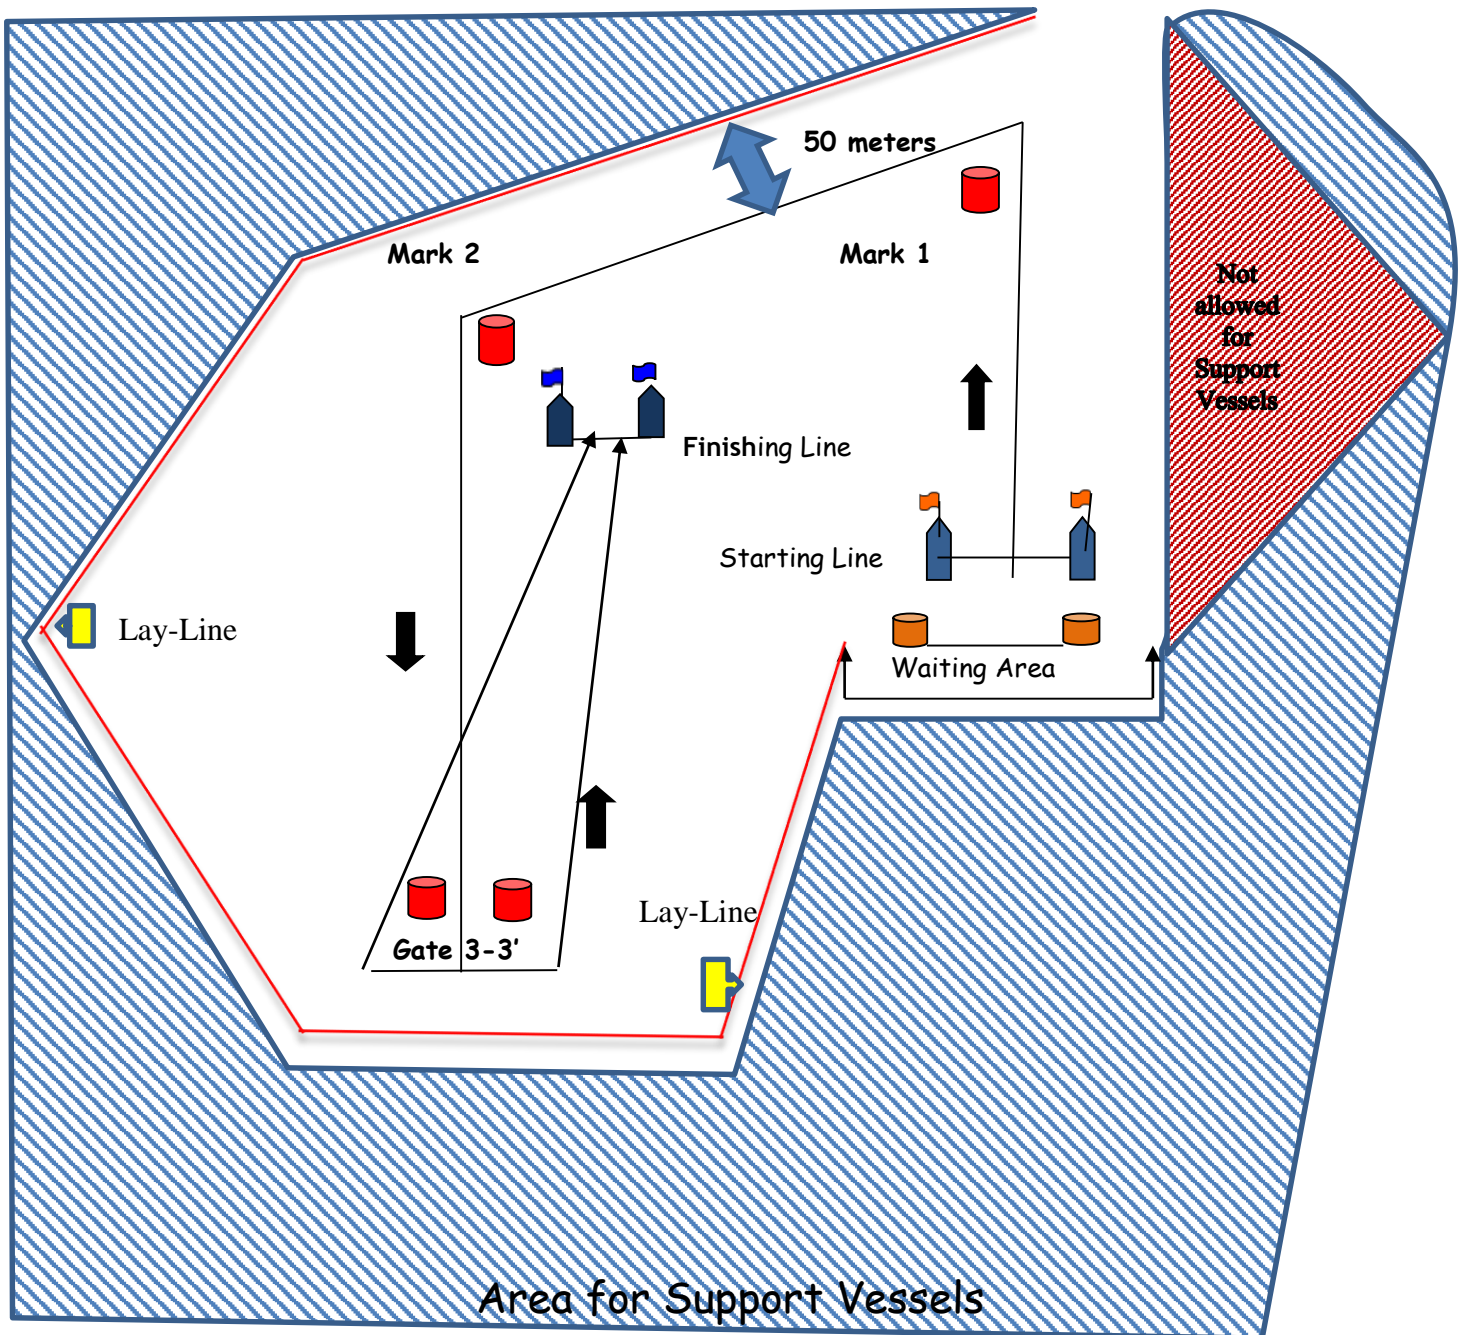 50 meters
Mark 2
Mark 1
Not
allowed
for
Support
Vessels
Finishing Line
Starting Line
Lay-Line
Waiting Area
Lay-Line
Gate 3-3'
Area for Support Vessels